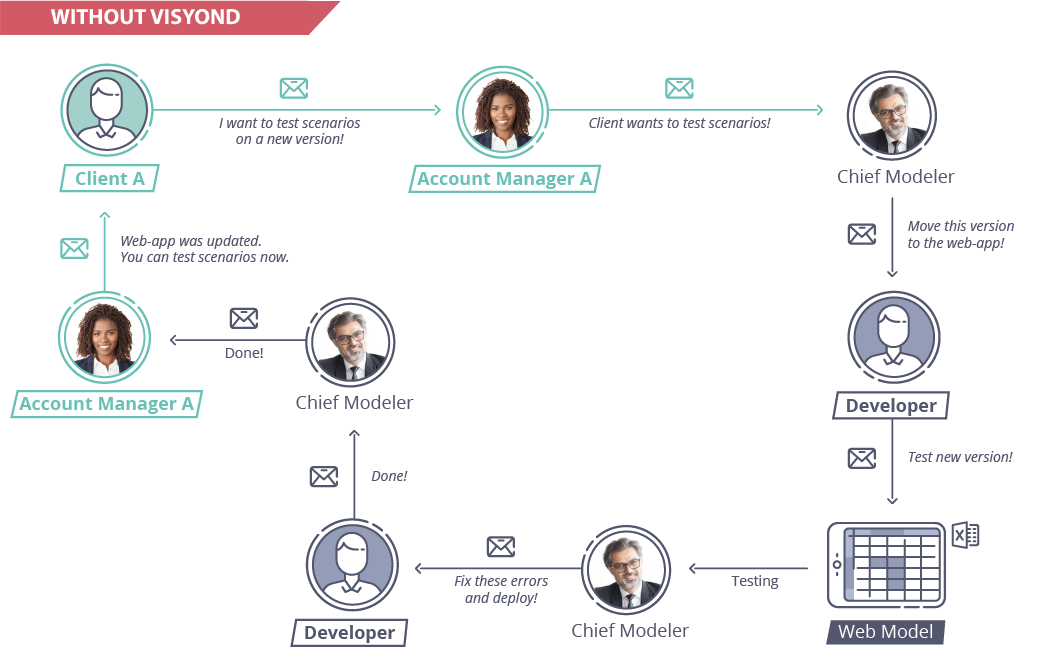 WITHOUT VISYOND
I want to test scenarios
on a new version!
Client wants to test scenarios!
Client A
Account Manager A
Chief Modeler
Move this version
to the web-app!
Web-app was updated.
You can test scenarios now.
Done!
Account Manager A
Chief Modeler
Developer
Test new version!
Done!
X
Fix these errors
and deploy!
Testing
Developer
Chief Modeler
Web Model